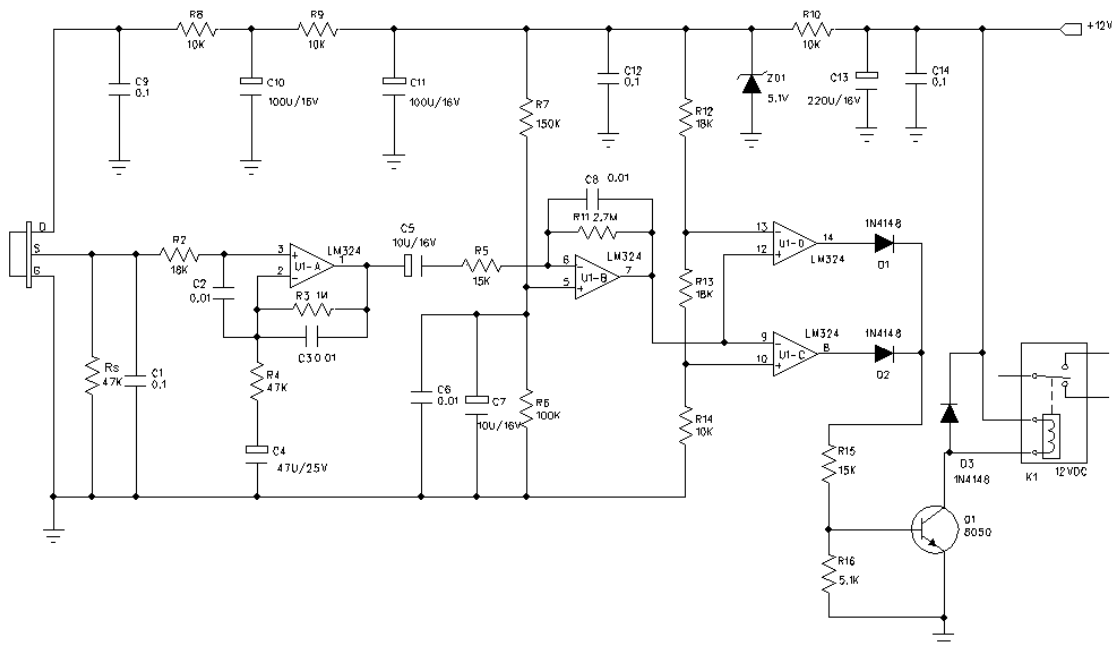 R8
10K
R9
10K
R10
10K
+12V
C9
0.1
C10
100U/16V
C11
100U/16V
C12
0.1
ZD1
5.1V
C13
220U/16V
C14
0.1
R7
150K
R12
18K
D
S
G
R2
18K
C2
0.01
3
+
2
-
U1-A
1
LM324
R3 1M
C3 0.01
C5
10U/16V
R5
15K
C8 0.01
R11 2.7M
6
-
5
+
U1-B
7
LM324
13
-
12
+
U1-D
14
LM324
1N4148
D1
R13
18K
9
-
10
+
U1-C
8
LM324
1N4148
D2
Rs
47K
C1
0.1
R4
47K
C4
47U/25V
C6
0.01
C7
10U/16V
R6
100K
R14
10K
R15
15K
D3
1N4148
K1
12VDC
Q1
8050
R16
5.1K